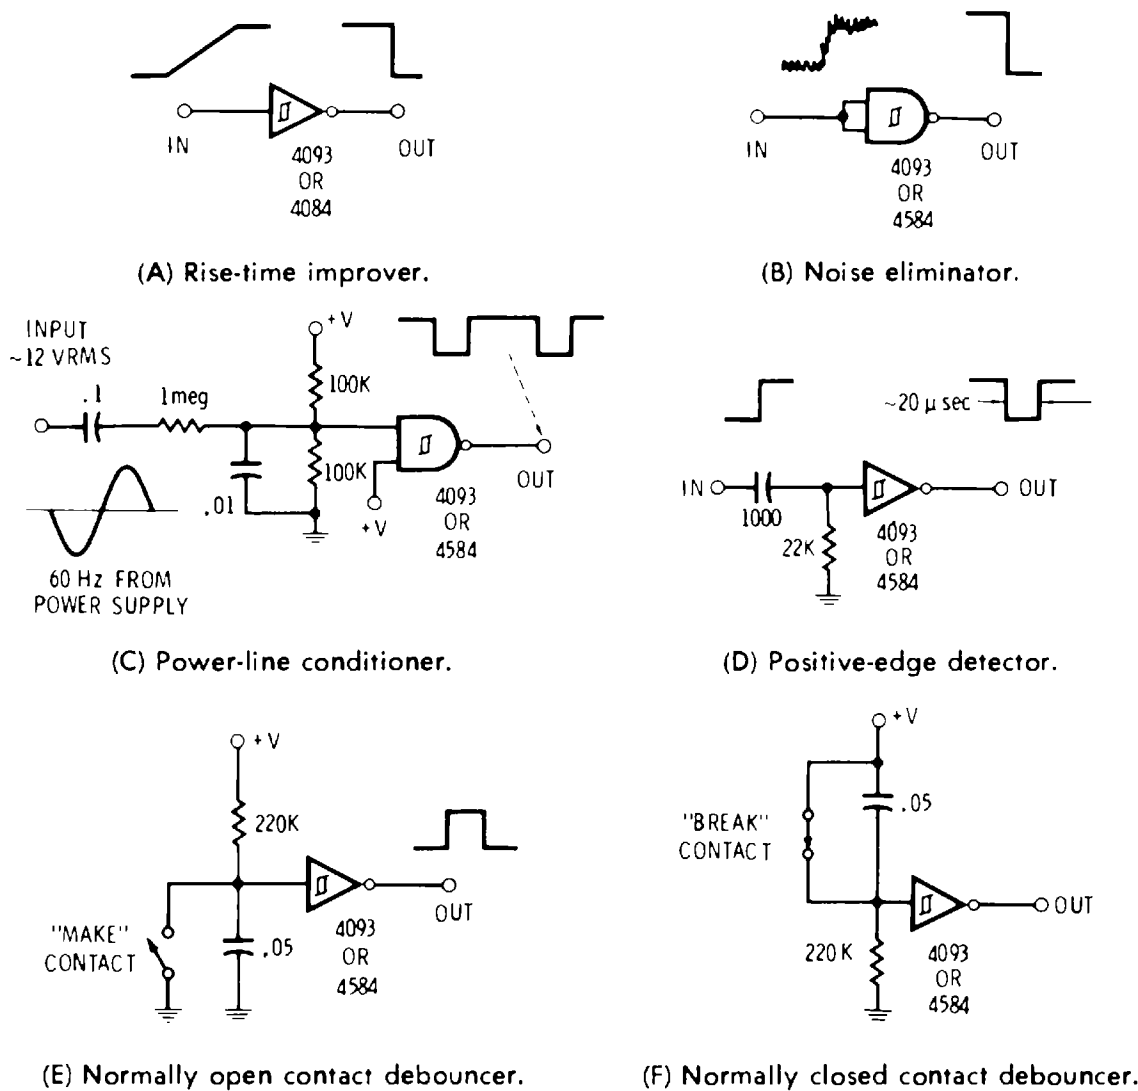 IN
4093
OR
4084
OUT
(A) Rise-time improver.
IN
4093
OR
4584
OUT
(B) Noise eliminator.
INPUT
~12 VRMS
.1
1meg
+V
100K
100K
.01
+V
4093
OR
4584
OUT
60 Hz FROM
POWER SUPPLY
(C) Power-line conditioner.
~20 μ sec
IN
1000
22K
4093
OR
4584
OUT
(D) Positive-edge detector.
+V
220K
"MAKE"
CONTACT
.05
4093
OR
4584
OUT
(E) Normally open contact debouncer.
+V
.05
"BREAK"
CONTACT
220K
4093
OR
4584
OUT
(F) Normally closed contact debouncer.